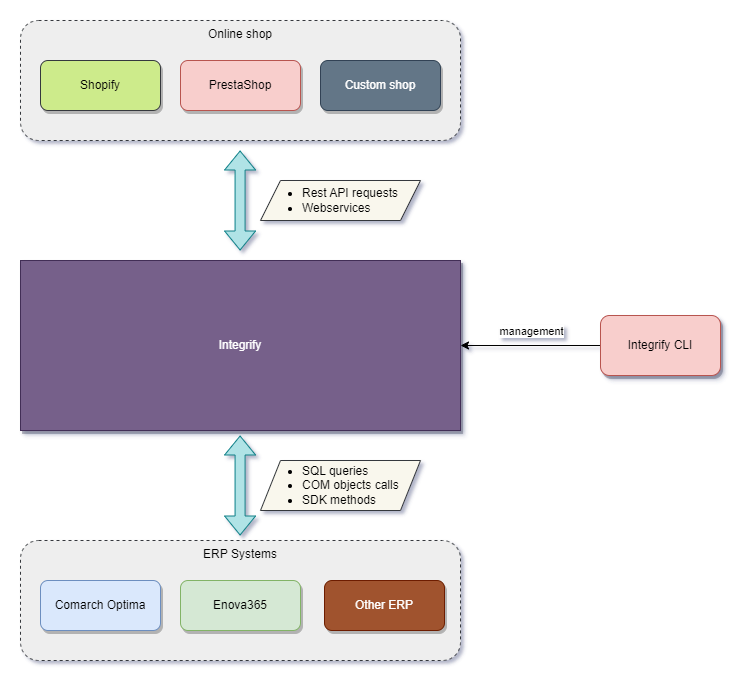 Online shop
Shopify
PrestaShop
Custom shop
Rest API requests
Webservices
Integrify
management
Integrify CLI
SQL queries
COM objects calls
SDK methods
ERP Systems
Comarch Optima
Enova365
Other ERP